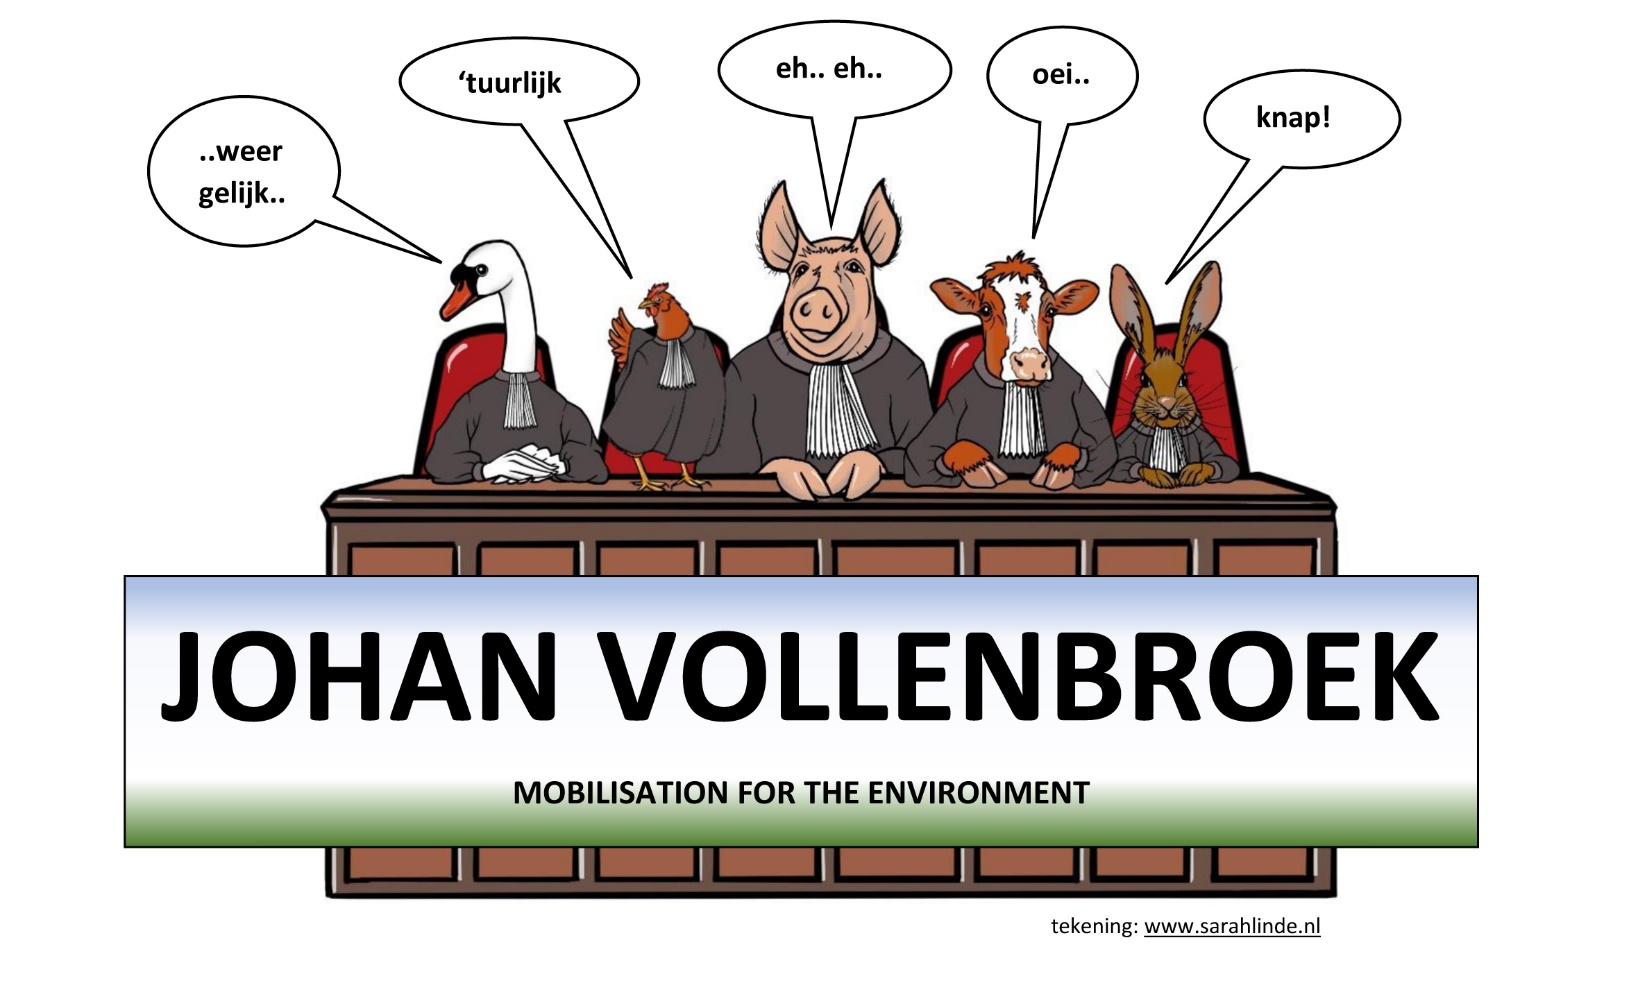 ..weer
gelijk..
‘tuurlijk
eh.. eh..
oei..
knap!
JOHAN VOLLENBROEK
MOBILISATION FOR THE ENVIRONMENT
tekening: www.sarahlinde.nl